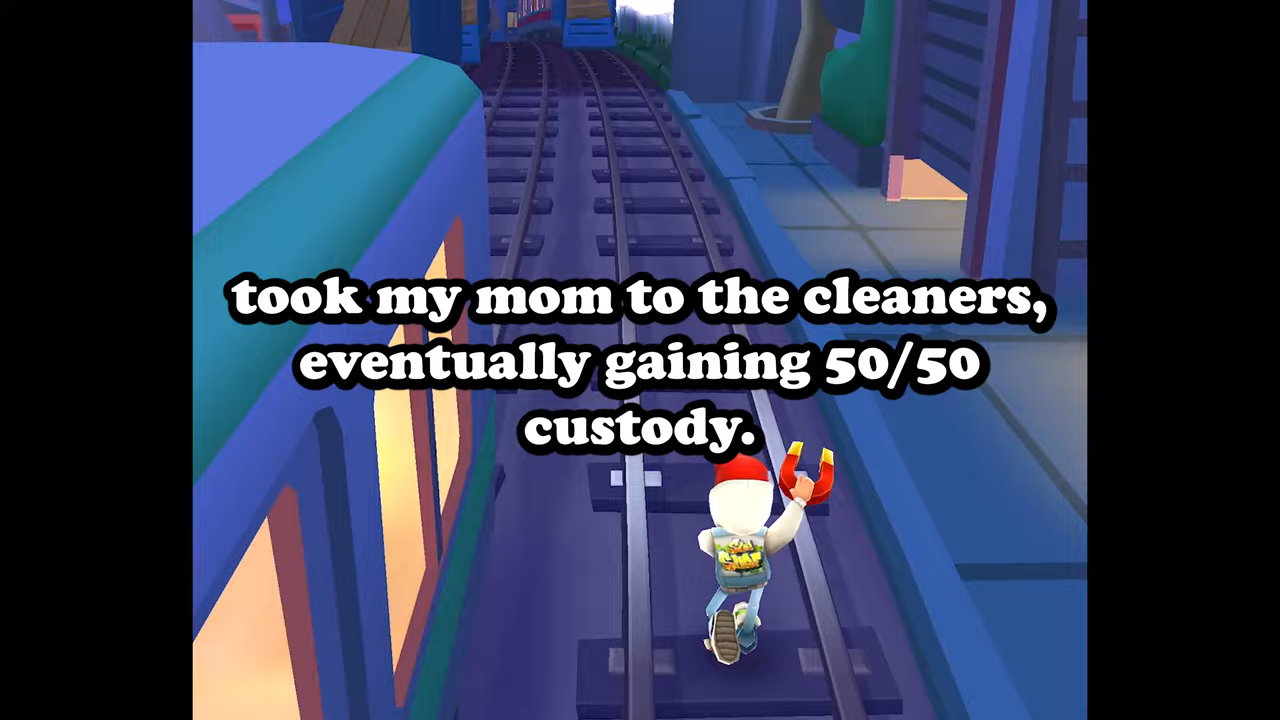 took my mom to the cleaners,
eventually gaining 50/50
custody.